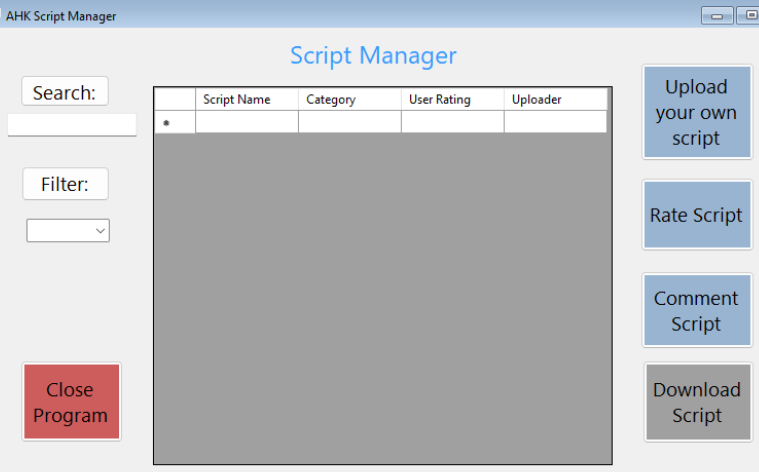 AHK Script Manager
Script Manager
Search:
Filter:
Script Name Category User Rating Uploader
*
Upload
your own
script
Rate Script
Comment
Script
Close
Program
Download
Script